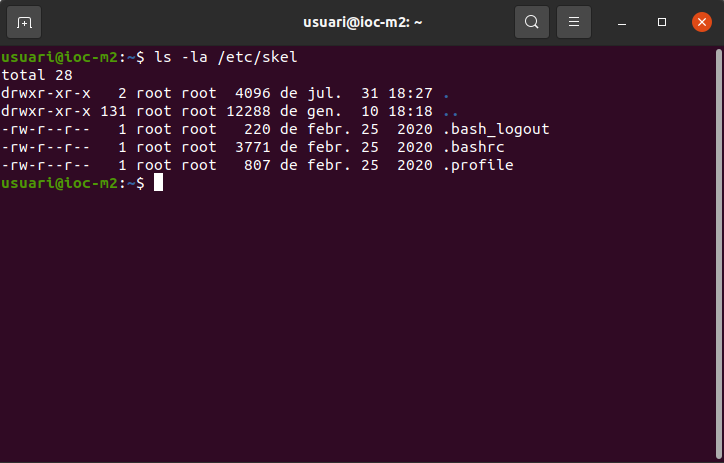 usuari@ioc-m2: ~
usuari@ioc-m2:~$ ls -la /etc/skel
total 28
drwxr-xr-x   2 root root  4096 de jul.  31 18:27 .
drwxr-xr-x 131 root root 12288 de gen.  10 18:18 ..
-rw-r--r--   1 root root   220 de febr. 25  2020 .bash_logout
-rw-r--r--   1 root root  3771 de febr. 25  2020 .bashrc
-rw-r--r--   1 root root   807 de febr. 25  2020 .profile
usuari@ioc-m2:~$